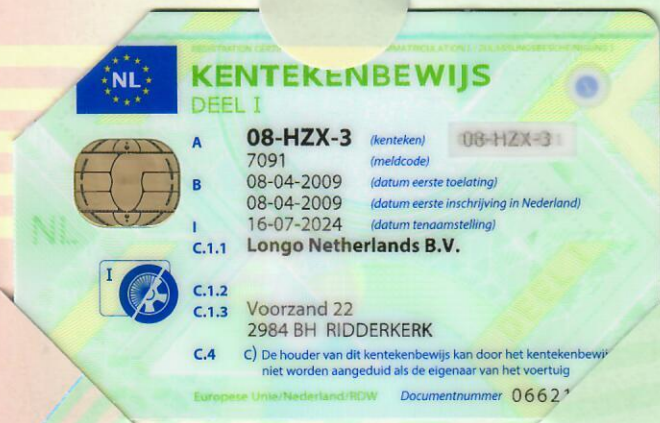 NL
KENTEKENBEWIJS
DEEL I
A 08-HZX-3 (kenteken) 08-HZX-3
7091 (meldcode)
B 08-04-2009 (datum eerste toelating)
08-04-2009 (datum eerste inschrijving in Nederland)
I 16-07-2024 (datum tenaamstelling)
C.1.1 Longo Netherlands B.V.
NL
I
C.1.2
C.1.3 Voorzand 22
2984 BH RIDDERKERK
C.4 C) De houder van dit kentekenbewijs kan door het
niet worden aangeduid als de eigenaar van het voertuig
Europese Unie/Nederland/RDW Documentnummer 06621